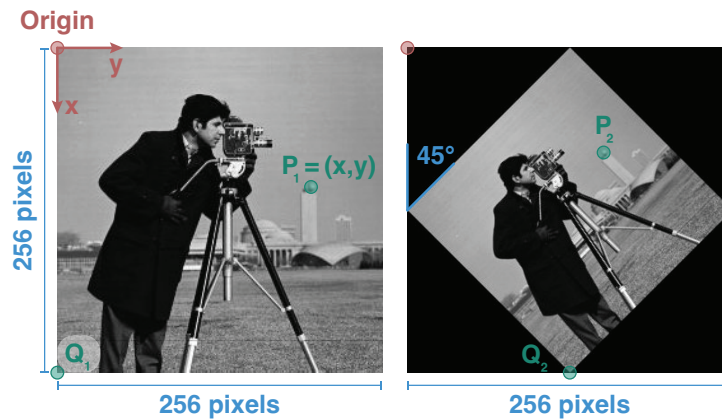 Origin
y
x
P1 = (x,y)
256 pixels
Q1
256 pixels
45°
P2
Q2
256 pixels